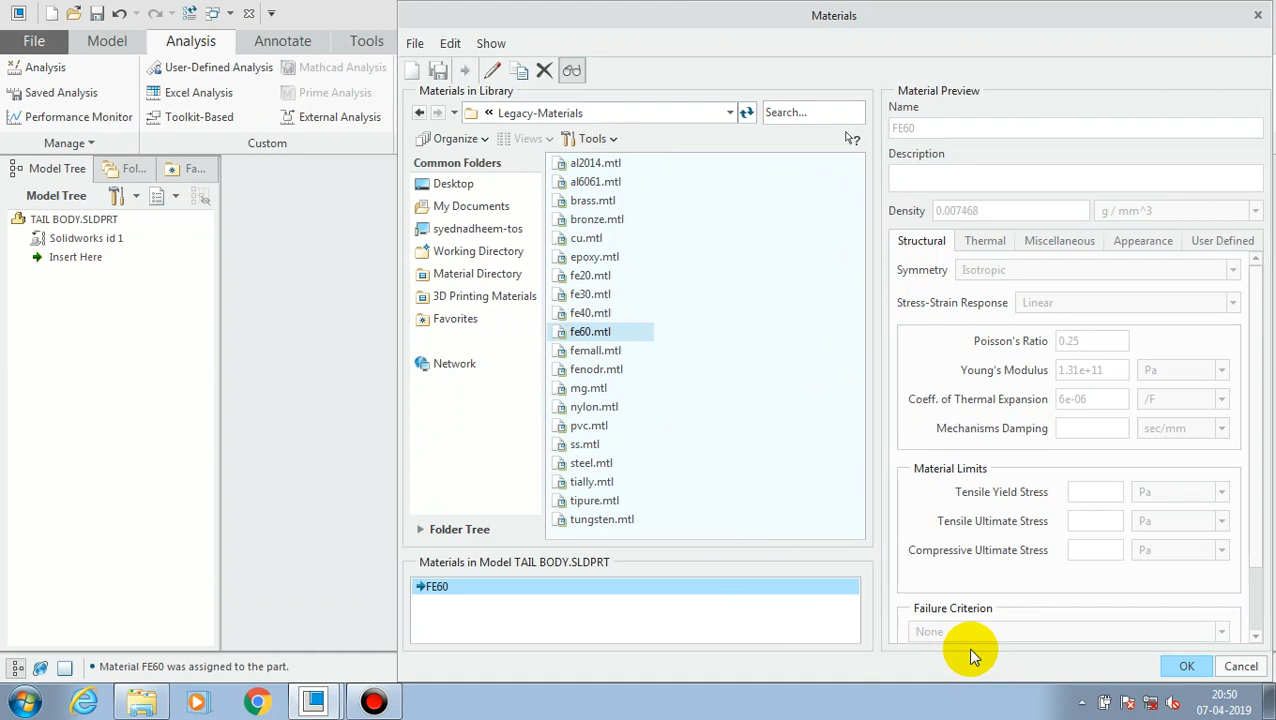 Materials
File
Model
Analysis
Annotate
Tools
File Edit Show
Analysis
User-Defined Analysis
Mathcad Analysis
Saved Analysis
Excel Analysis
Prime Analysis
Performance Monitor
Toolkit-Based
External Analysis
Manage
Custom
Model Tree
Fol...
Fa...
Model Tree
TAIL BODY.SLDPRT
Solidworks id 1
Insert Here
Materials in Library
« Legacy-Materials
Search...
Organize
Views
Tools
Common Folders
Desktop
My Documents
syednadheem-tos
Working Directory
Material Directory
3D Printing Materials
Favorites
Network
Folder Tree
al2014.mtl
al6061.mtl
brass.mtl
bronze.mtl
cu.mtl
epoxy.mtl
fe20.mtl
fe30.mtl
fe40.mtl
fe60.mtl
femall.mtl
fenodr.mtl
mg.mtl
nylon.mtl
pvc.mtl
ss.mtl
steel.mtl
tially.mtl
tipure.mtl
tungsten.mtl
Materials in Model TAIL BODY.SLDPRT
FE60
Material Preview
Name
FE60
Description
Density 0.007468 g / mm^3
Structural Thermal Miscellaneous Appearance User Defined
Symmetry Isotropic
Stress-Strain Response Linear
Poisson's Ratio 0.25
Young's Modulus 1.31e+11 Pa
Coeff. of Thermal Expansion 6e-06 /F
Mechanisms Damping sec/mm
Material Limits
Tensile Yield Stress Pa
Tensile Ultimate Stress Pa
Compressive Ultimate Stress Pa
Failure Criterion
None
OK Cancel
• Material FE60 was assigned to the part.
20:50
07-04-2019